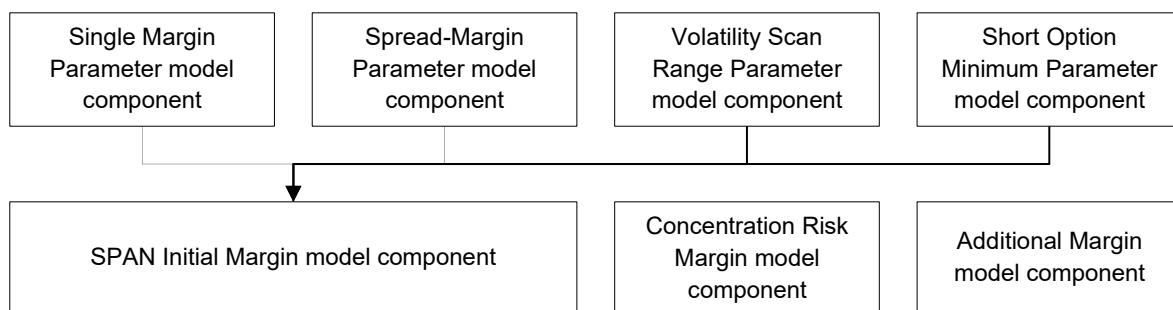 Single Margin
Parameter model
component
Spread-Margin
Parameter model
component
Volatility Scan
Range Parameter
model component
Short Option
Minimum Parameter
model component
SPAN Initial Margin model component
Concentration Risk
Margin model
component
Additional Margin
model component